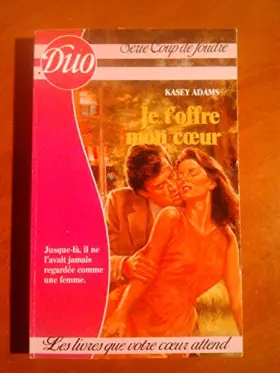 Duo
Série Coup de foudre
KASEY ADAMS
Je t'offre
mon cœur
Jusque-là, il ne
l'avait jamais
regardée comme
une femme.
Les livres que votre cœur attend